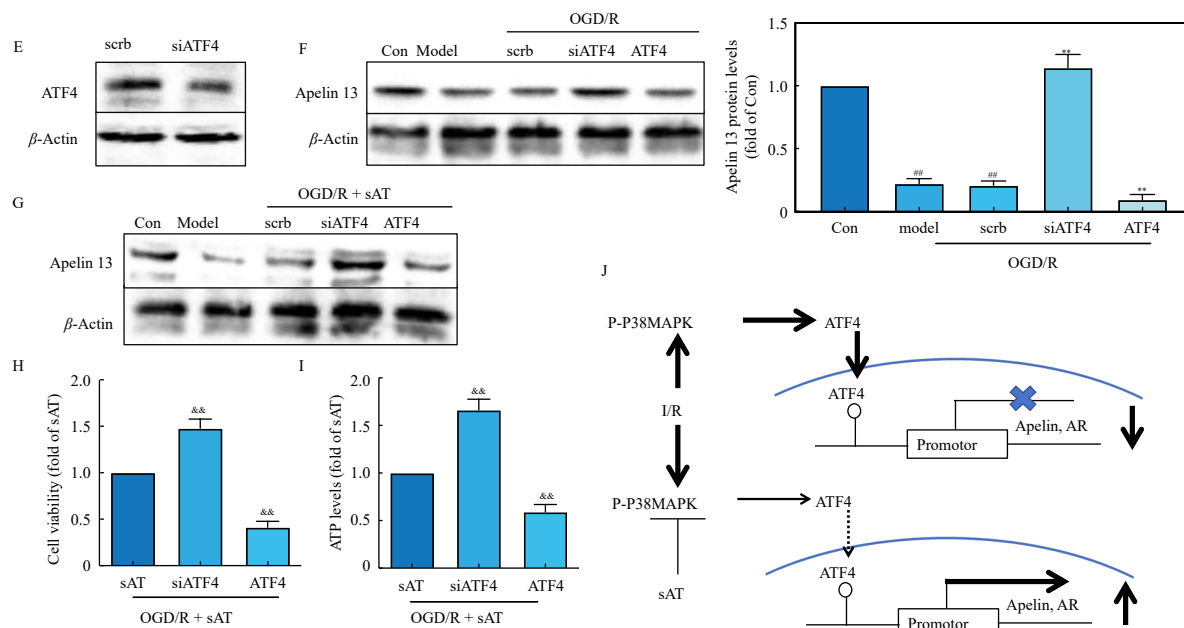 E
scrb siATF4
ATF4
β-Actin
F
OGD/R
Con Model scrb siATF4 ATF4
Apelin 13
β-Actin
Apelin 13 protein levels
(fold of Con)
1.5
1.0
0.5
0
## ## ** **
Con model scrb siATF4 ATF4
OGD/R
G
OGD/R + sAT
Con Model scrb siATF4 ATF4
Apelin 13
β-Actin
H
Cell viability (fold of sAT)
2.0
1.5
1.0
0.5
0.0
&& &&
sAT siATF4 ATF4
OGD/R + sAT
I
ATP levels (fold of sAT)
2.0
1.5
1.0
0.5
0.0
&& &&
sAT siATF4 ATF4
OGD/R + sAT
J
P-P38MAPK ATF4
ATF4
I/R
Apelin, AR
Promotor
P-P38MAPK ATF4
ATF4
sAT
Apelin, AR
Promotor